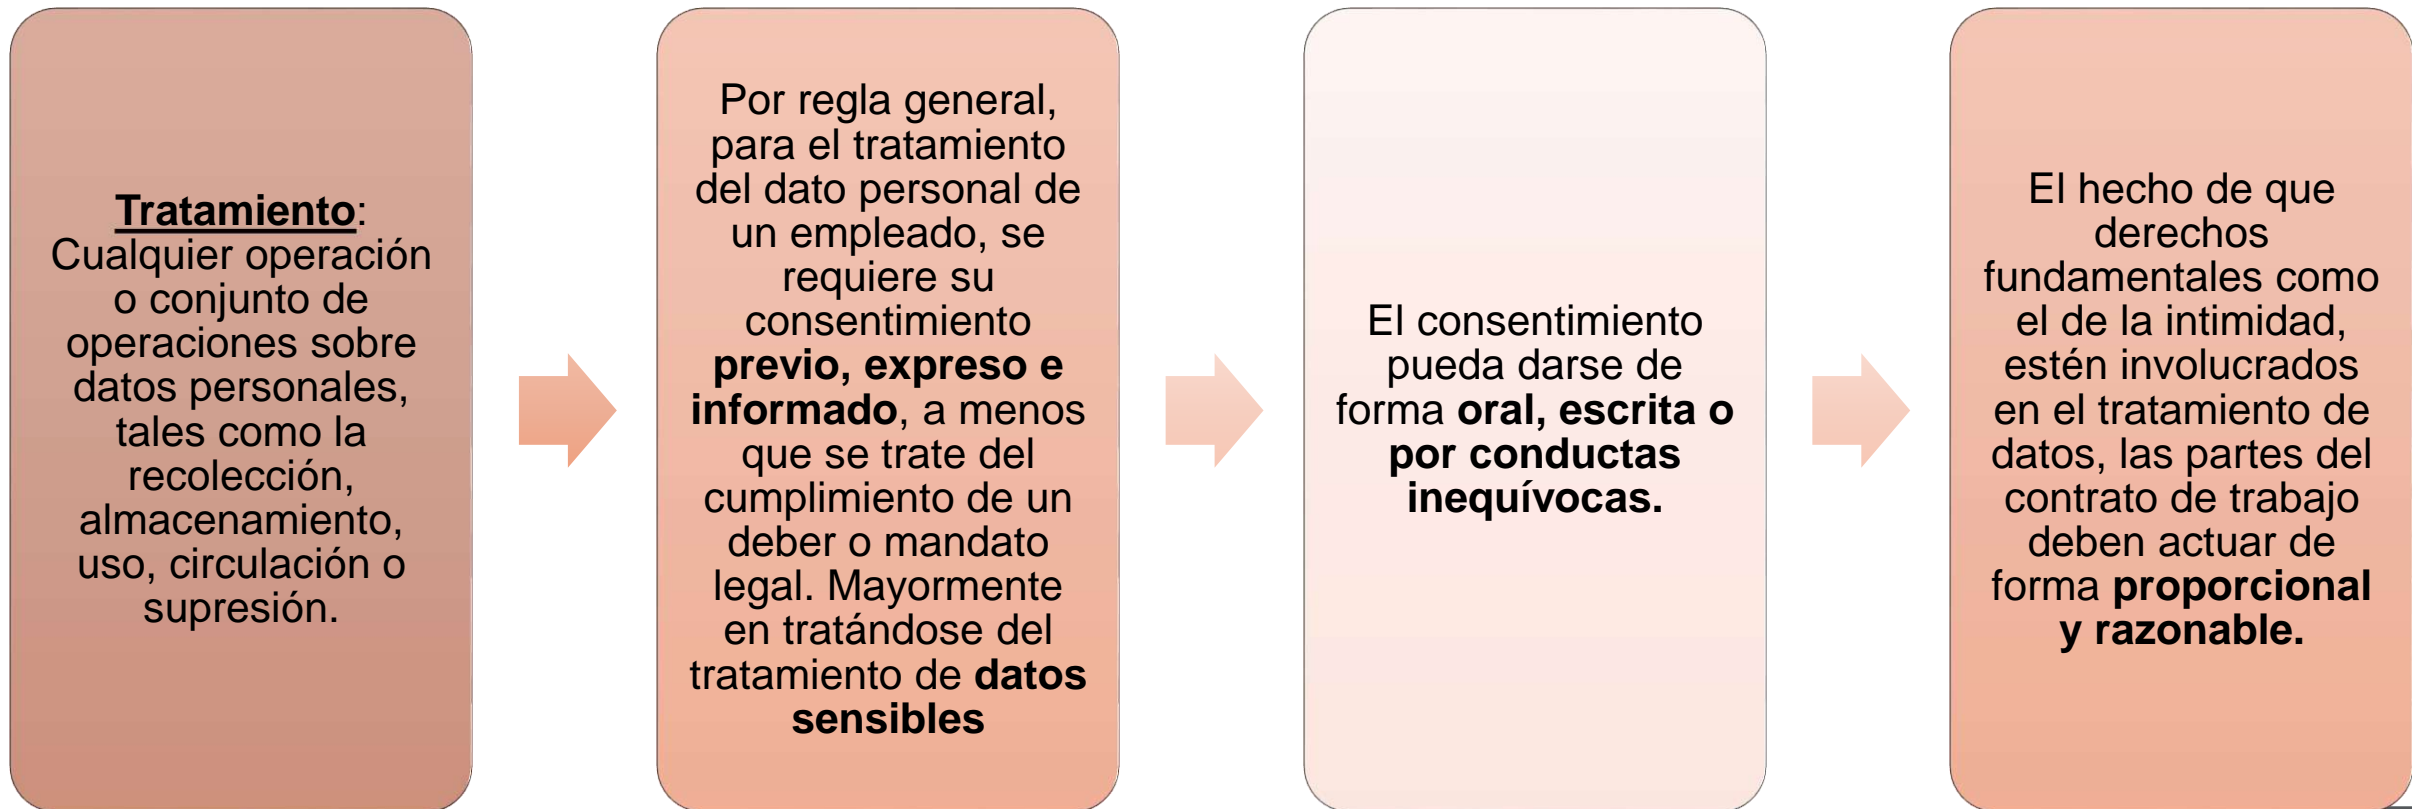 Tratamiento:
Cualquier operación
o conjunto de
operaciones sobre
datos personales,
tales como la
recolección,
almacenamiento,
uso, circulación o
supresión.
Por regla general,
para el tratamiento
del dato personal de
un empleado, se
requiere su
consentimiento
previo, expreso e
informado, a menos
que se trate del
cumplimiento de un
deber o mandato
legal. Mayormente
en tratándose del
tratamiento de datos
sensibles
El consentimiento
pueda darse de
forma oral, escrita o
por conductas
inequívocas.
El hecho de que
derechos
fundamentales como
el de la intimidad,
estén involucrados
en el tratamiento de
datos, las partes del
contrato de trabajo
deben actuar de
forma proporcional
y razonable.